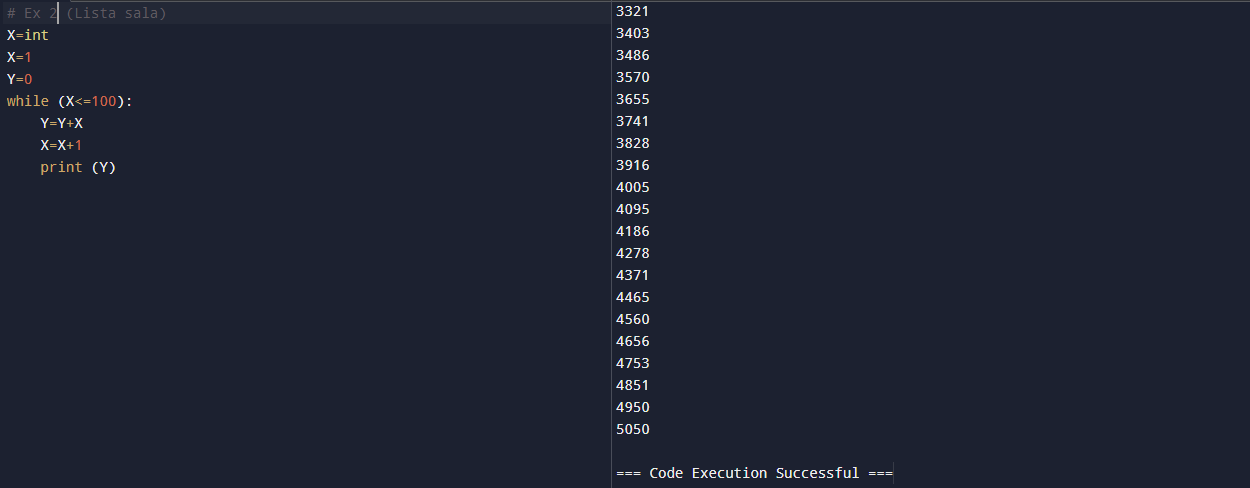 # Ex 2 (Lista sala)
X=int
X=1
Y=0
while (X<=100):
    Y=Y+X
    X=X+1
    print (Y)
3321
3403
3486
3570
3655
3741
3828
3916
4005
4095
4186
4278
4371
4465
4560
4656
4753
4851
4950
5050
=== Code Execution Successful ===